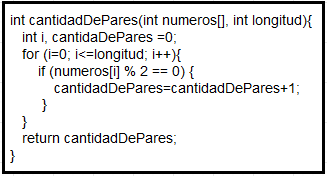 int cantidadDePares(int numeros[], int longitud){
int i, cantidaDePares =0;
for (i=0; i<=longitud; i++){
if (numeros[i] % 2 == 0) {
cantidadDePares=cantidadDePares+1;
}
}
return cantidadDePares;
}